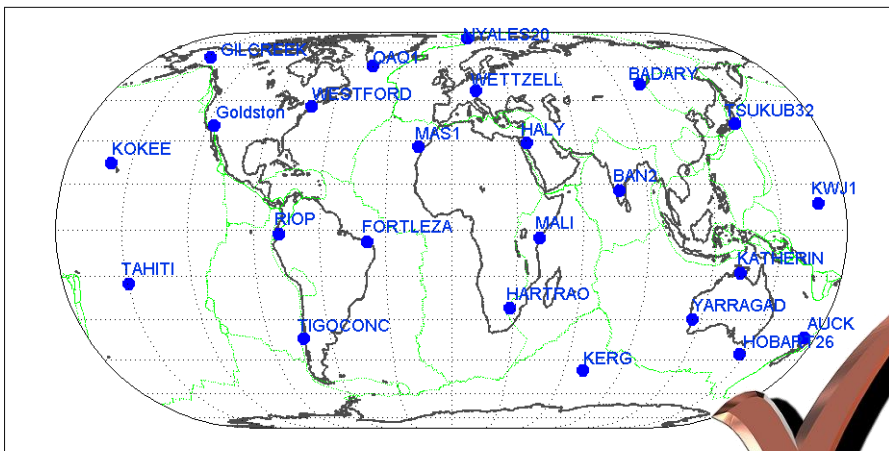 NYALES20
GILCREEK
QAQ1
WETTZELL
BADARY
WESTFORD
Goldston
TSUKUB32
MAS1
HALY
KOKEE
BAN2
KWJ1
RIOP
FORTLEZA
MALI
TAHITI
KATHERIN
HARTRAO
YARRAGAD
TIGOCONC
AUCK
HOBART26
KERG